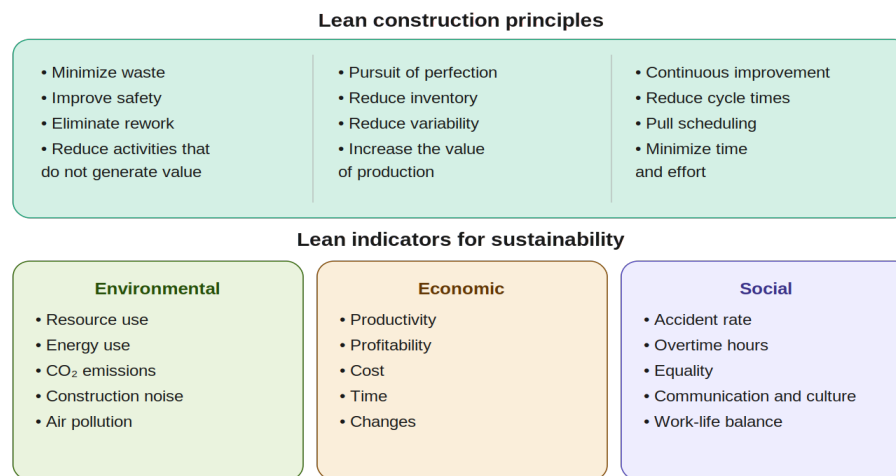 Lean construction principles
• Minimize waste
• Improve safety
• Eliminate rework
• Reduce activities that
do not generate value
• Pursuit of perfection
• Reduce inventory
• Reduce variability
• Increase the value
of production
• Continuous improvement
• Reduce cycle times
• Pull scheduling
• Minimize time
and effort
Lean indicators for sustainability
Environmental
• Resource use
• Energy use
• CO₂ emissions
• Construction noise
• Air pollution
Economic
• Productivity
• Profitability
• Cost
• Time
• Changes
Social
• Accident rate
• Overtime hours
• Equality
• Communication and culture
• Work-life balance